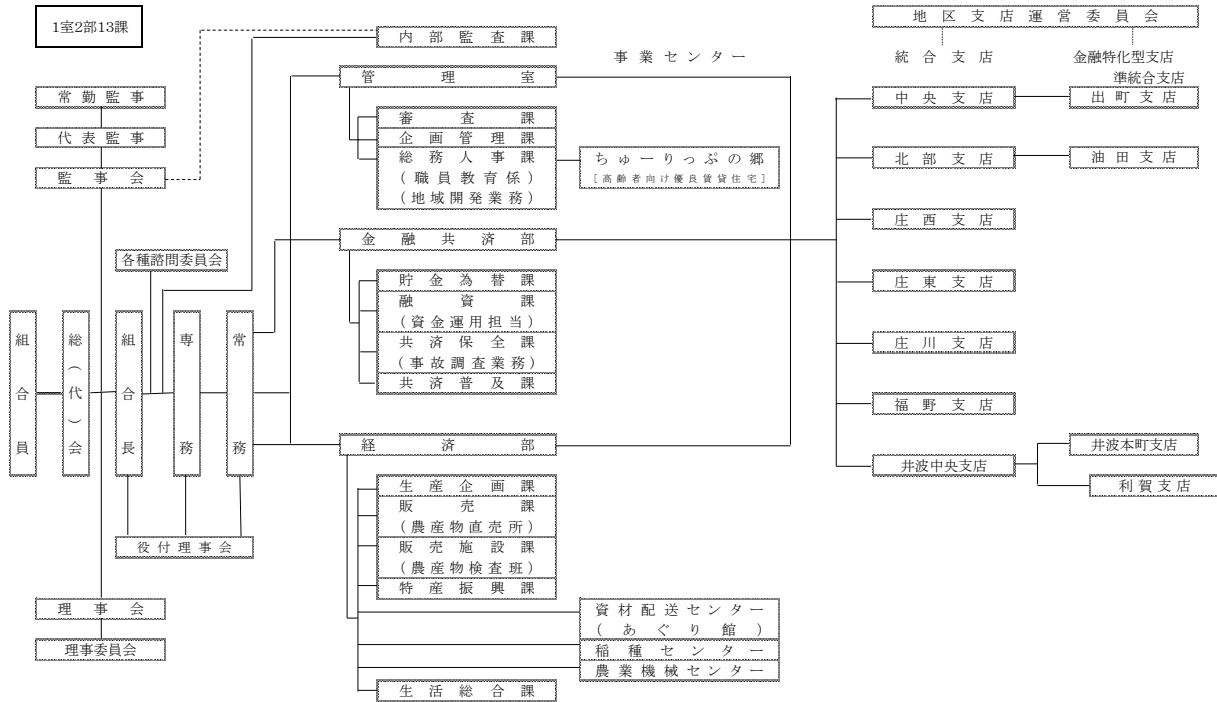 1室2部13課
地区支店運営委員会
内部監査課
事業センター
統合支店
金融特化型支店
準統合支店
管理室
常勤監事
中央支店
出町支店
審査課
代表監事
企画管理課
総務人事課
(職員教育係)
(地域開発業務)
ちゅーりっぷの郷
[高齢者向け優良賃貸住宅]
北部支店
油田支店
監事会
庄西支店
金融共済部
各種諮問委員会
貯金為替課
庄東支店
融資課
(資金運用担当)
組合員
総(代)会
組合長
専務
常務
共済保全課
(事故調査業務)
庄川支店
共済普及課
福野支店
経済部
井波本町支店
井波中央支店
利賀支店
生産企画課
販売課
(農産物直売所)
役付理事会
販売施設課
(農産物検査班)
特産振興課
理事会
資材配送センター
(あぐり館)
理事委員会
稲種センター
農業機械センター
生活総合課